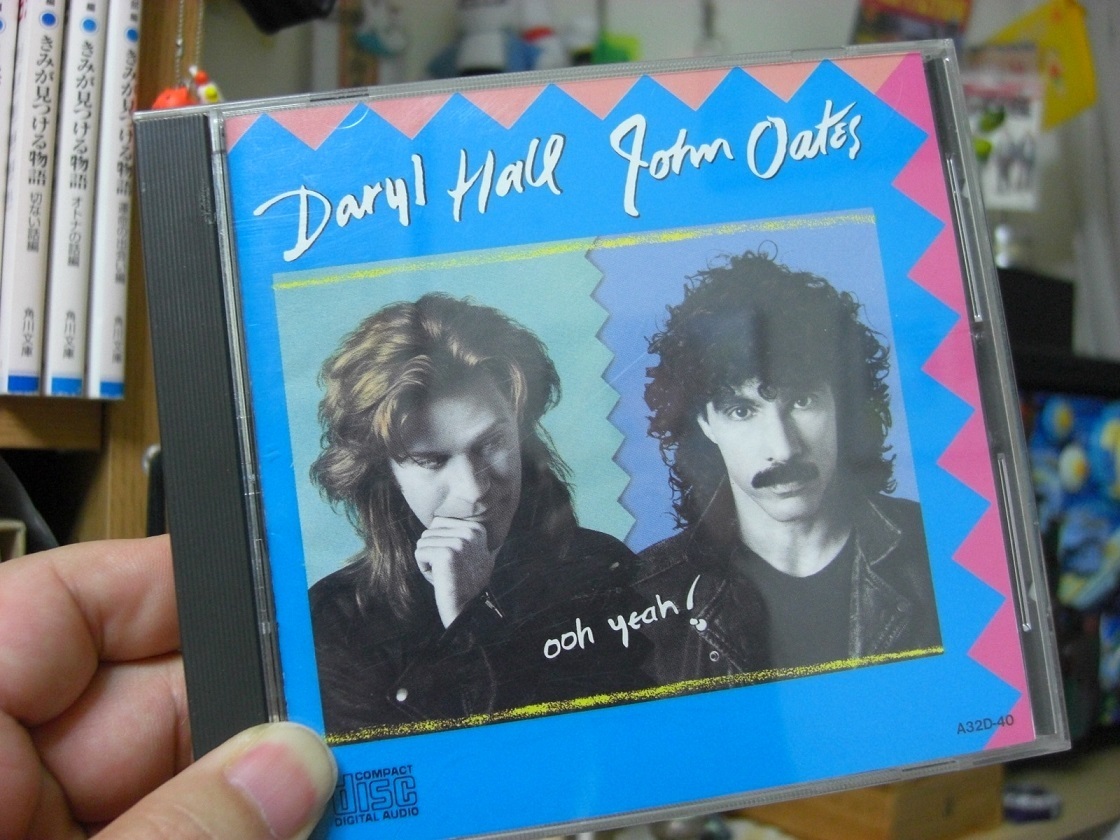 Daryl Hall John Oates
ooh yeah!
A32D-40
COMPACT
disc
DIGITAL AUDIO
きみが見つける物語 切ない話編
角川文庫
きみが見つける物語 オトナの話編
角川文庫
きみが見つける物語
角川文庫